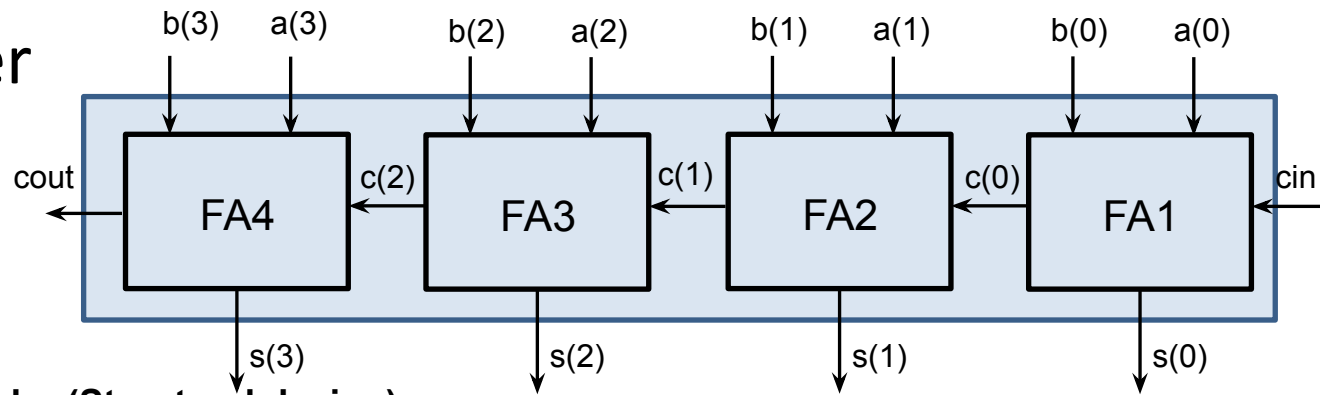 b(3) a(3) b(2) a(2) b(1) a(1) b(0) a(0)
er
cout c(2) c(1) c(0) cin
FA4 FA3 FA2 FA1
s(3) s(2) s(1) s(0)